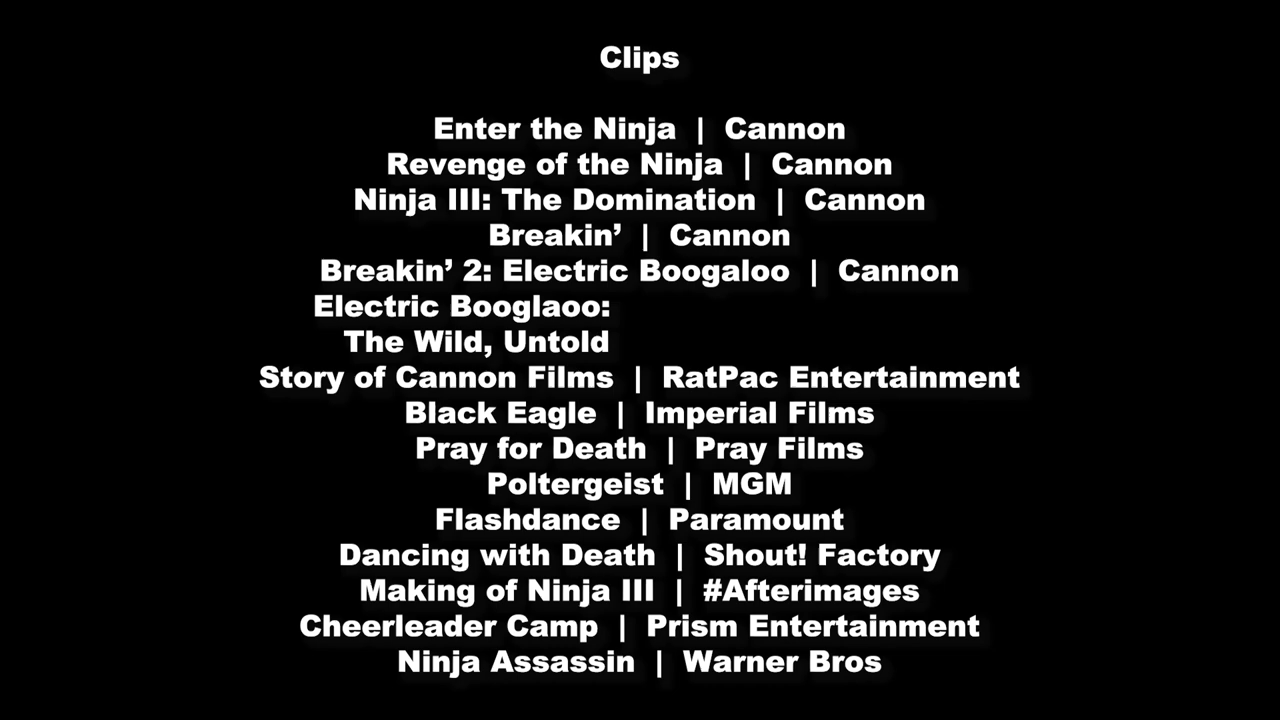 Clips
Enter the Ninja | Cannon
Revenge of the Ninja | Cannon
Ninja III: The Domination | Cannon
Breakin’ | Cannon
Breakin’ 2: Electric Boogaloo | Cannon
Electric Booglaoo:
The Wild, Untold
Story of Cannon Films | RatPac Entertainment
Black Eagle | Imperial Films
Pray for Death | Pray Films
Poltergeist | MGM
Flashdance | Paramount
Dancing with Death | Shout! Factory
Making of Ninja III | #Afterimages
Cheerleader Camp | Prism Entertainment
Ninja Assassin | Warner Bros